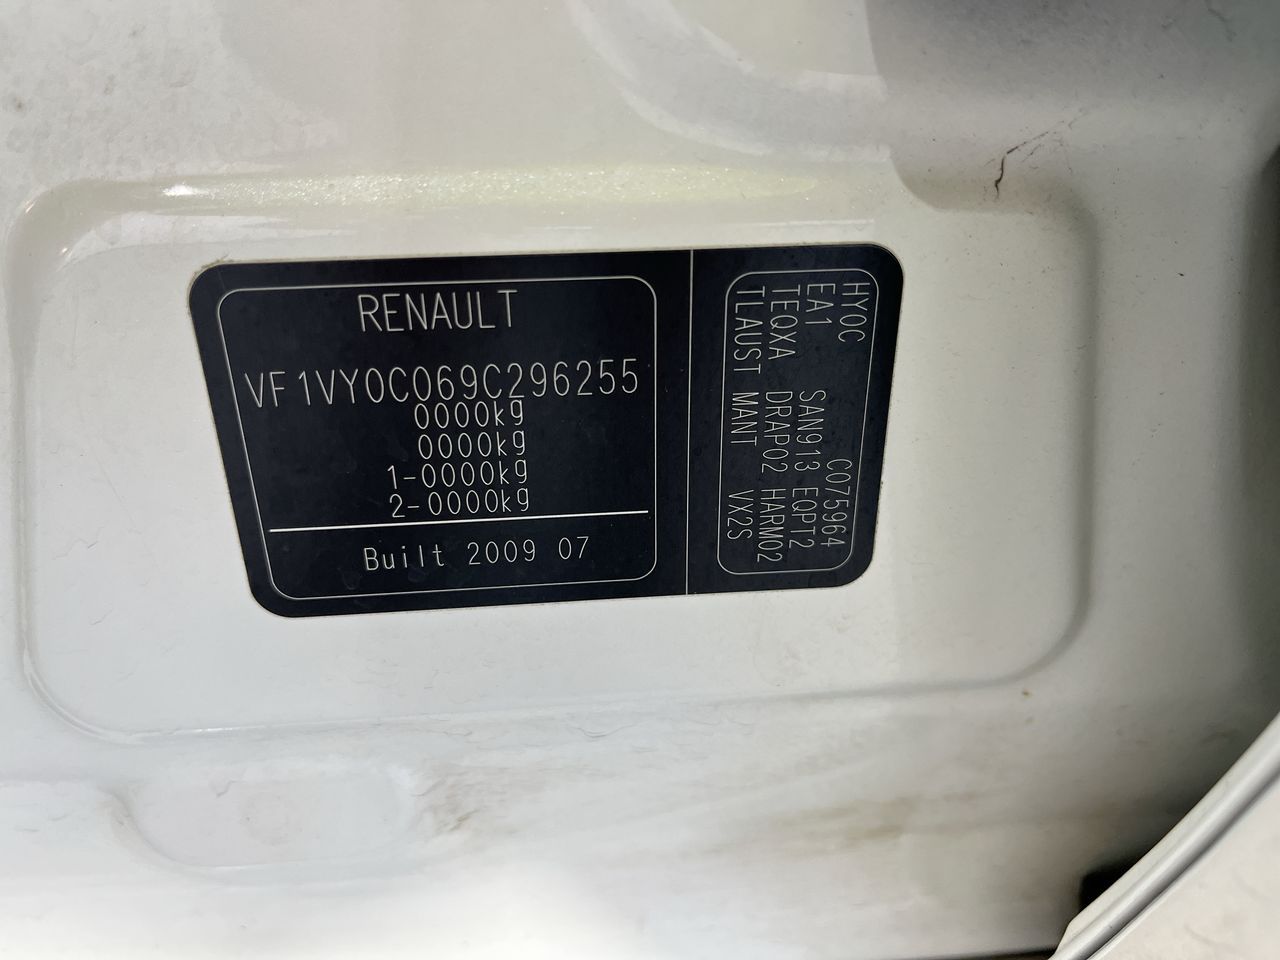 RENAULT
VF1VY0C069C296255
0000kg
0000kg
1-0000kg
2-0000kg
Built 2009 07
HY0C C075964
EA1 SAN913 EQPT2
TEQXA DRAP02 HARM02
TLAUST MANT VX2S